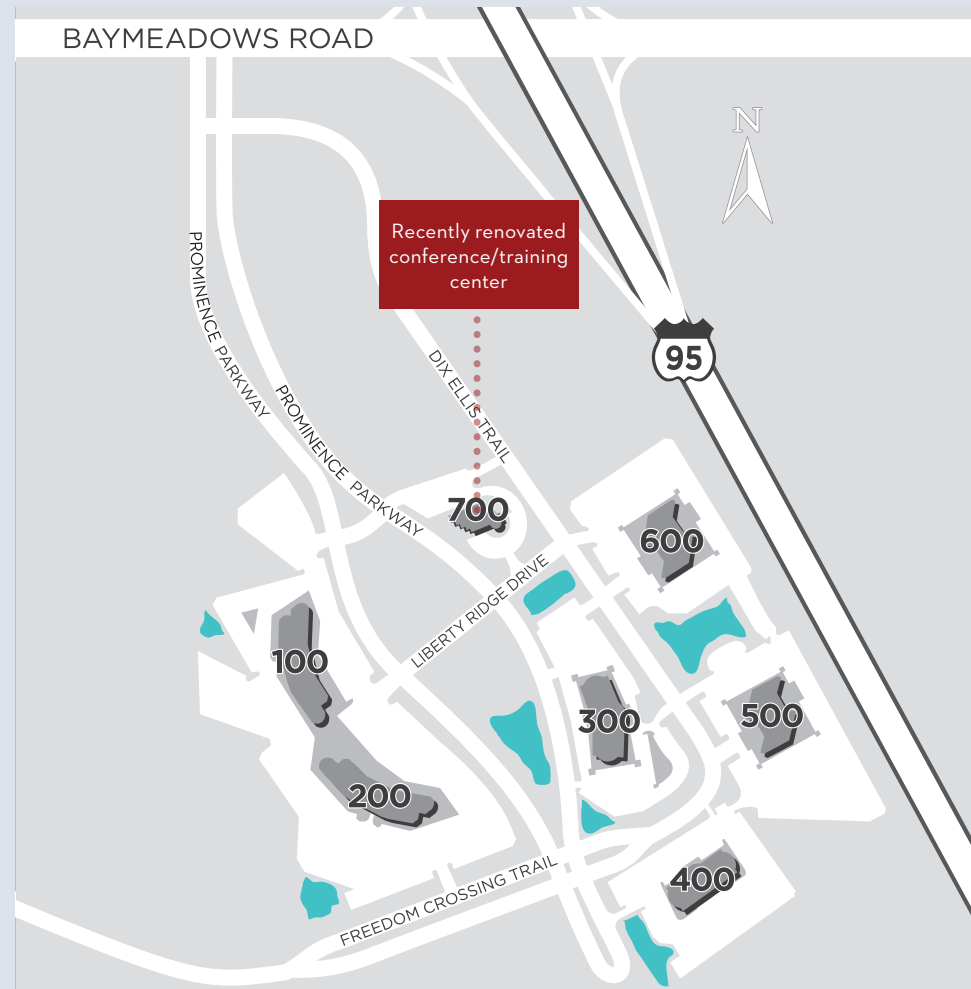 BAYMEADOWS ROAD
N
Recently renovated
conference/training
center
PROMINENCE PARKWAY
95
DIX ELLIS TRAIL
PROMINENCE PARKWAY
700
600
LIBERTY RIDGE DRIVE
100
300
500
200
400
FREEDOM CROSSING TRAIL